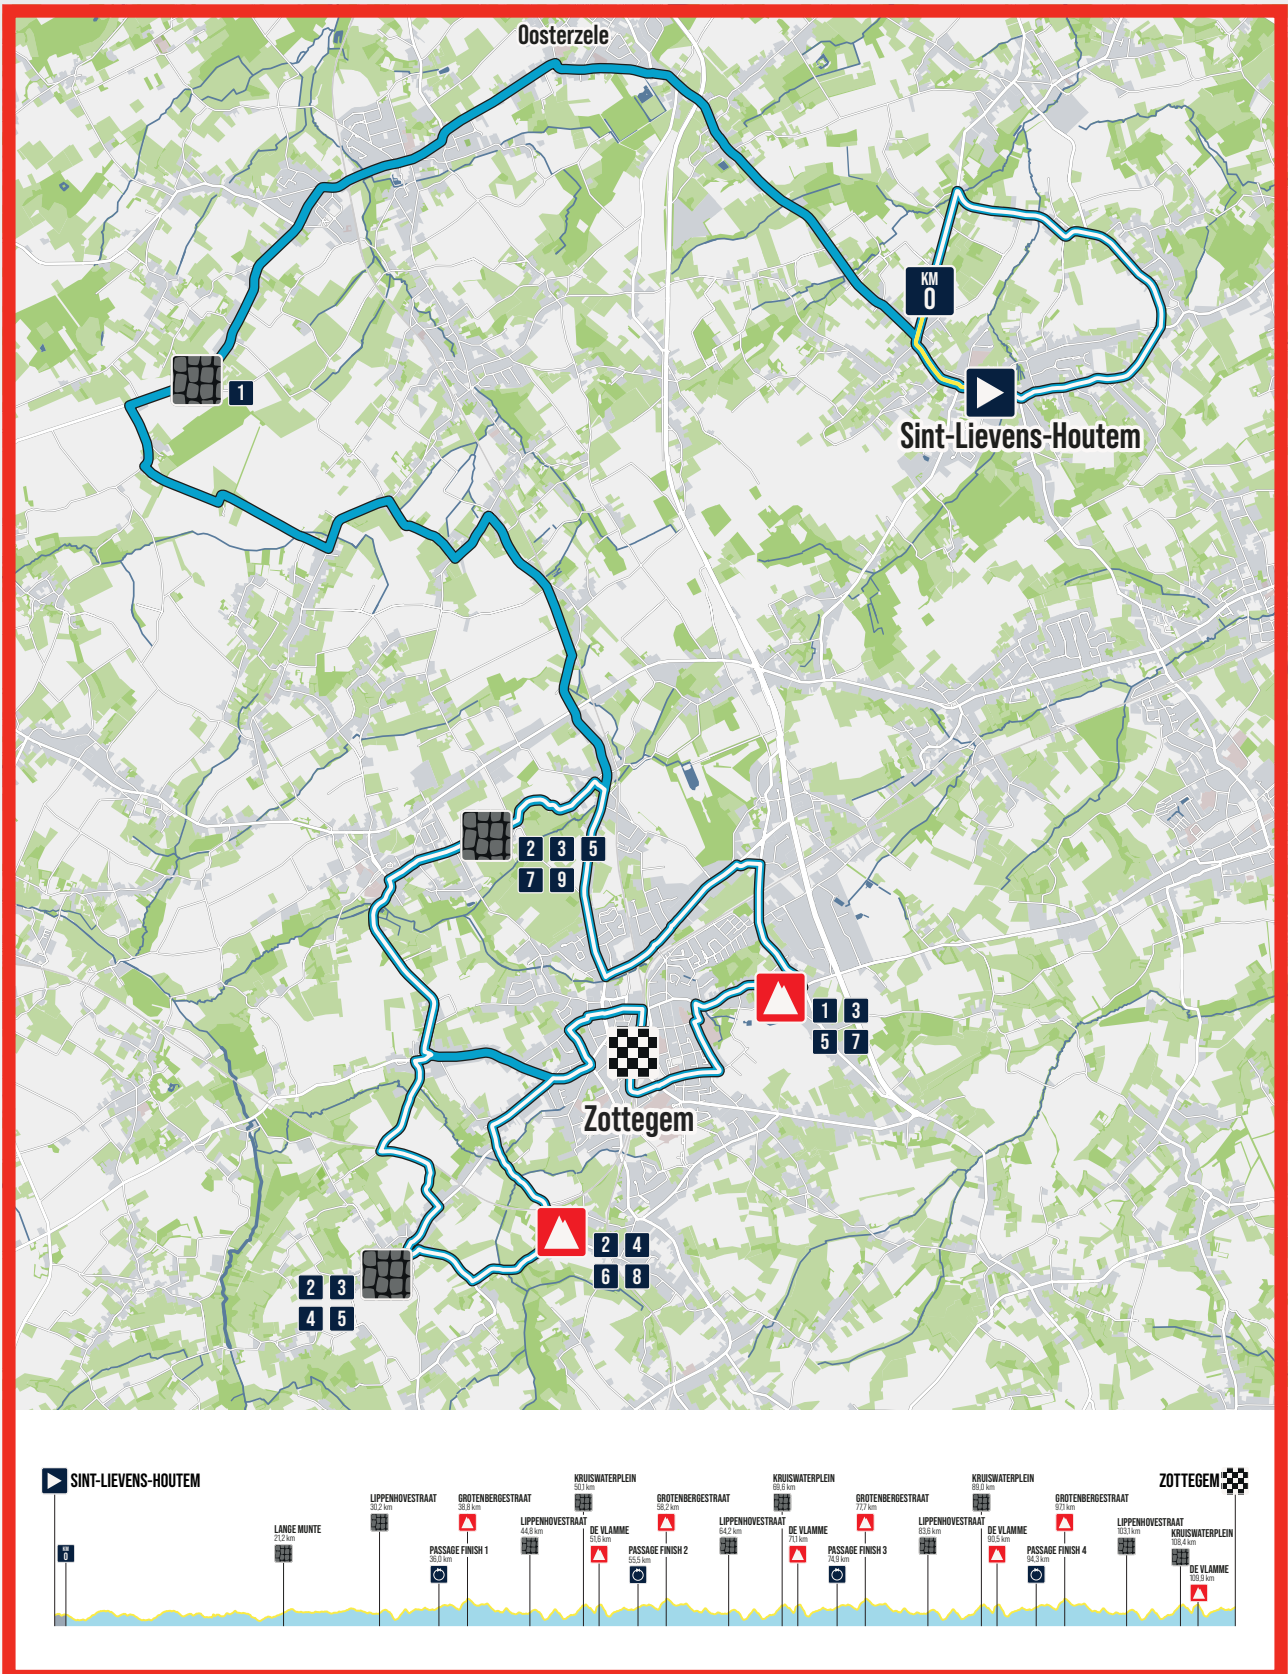 Oosterzele
KM
0
1
Sint-Lievens-Houtem
2 3 5
7 9
1 3
5 7
Zottegem
2 4
6 8
2 3
4 5
SINT-LIEVENS-HOUTEM
ZOTTEGEM
KM
0
LANGE MUNTE
21,2 km
LIPPENHOVESTRAAT
30,2 km
PASSAGE FINISH 1
36,0 km
GROTENBERGESTRAAT
38,8 km
LIPPENHOVESTRAAT
44,8 km
KRUISWATERPLEIN
50,1 km
DE VLAMME
51,6 km
PASSAGE FINISH 2
55,5 km
GROTENBERGESTRAAT
58,2 km
LIPPENHOVESTRAAT
64,2 km
KRUISWATERPLEIN
69,6 km
DE VLAMME
71,1 km
PASSAGE FINISH 3
74,9 km
GROTENBERGESTRAAT
77,7 km
LIPPENHOVESTRAAT
83,6 km
KRUISWATERPLEIN
89,0 km
DE VLAMME
90,5 km
PASSAGE FINISH 4
94,3 km
GROTENBERGESTRAAT
97,1 km
LIPPENHOVESTRAAT
103,1 km
KRUISWATERPLEIN
108,4 km
DE VLAMME
109,9 km